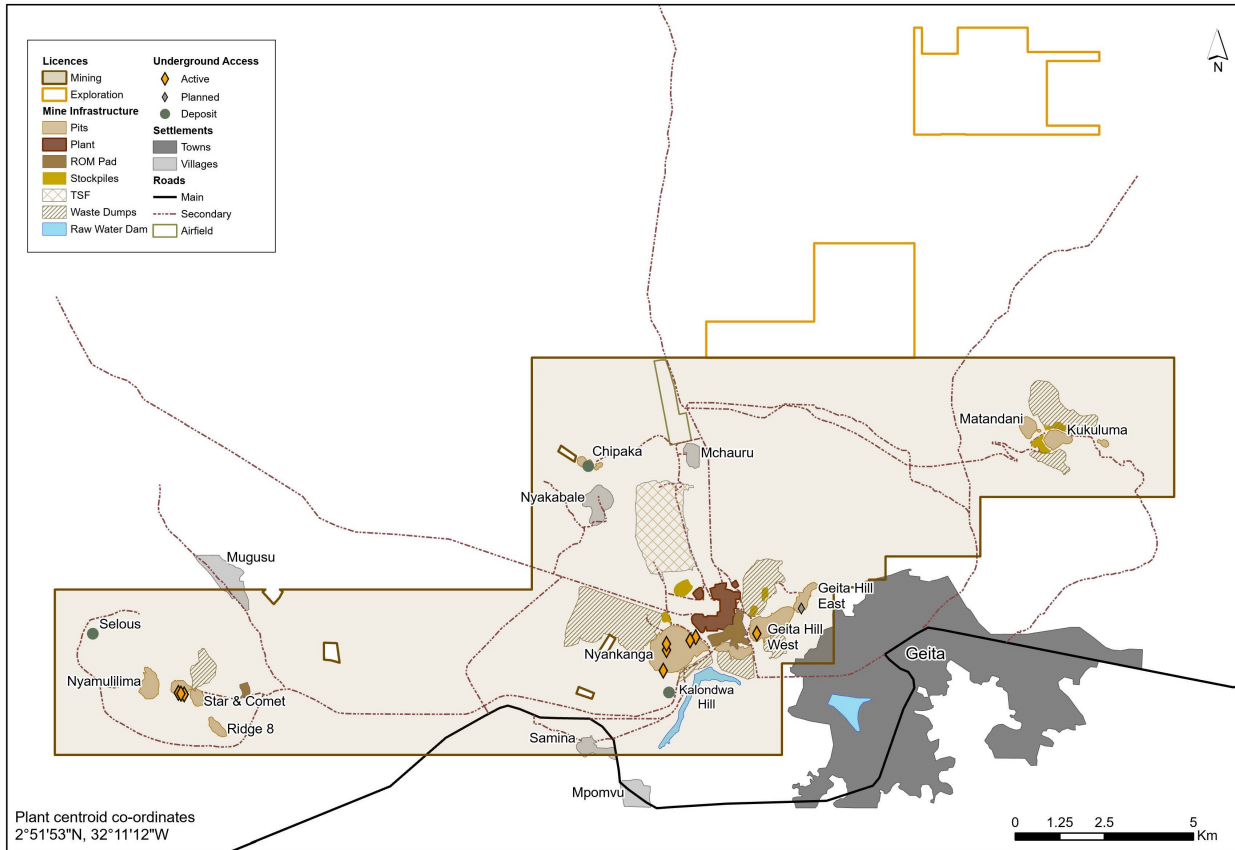 Licences
Mining
Exploration
Mine Infrastructure
Pits
Plant
ROM Pad
Stockpiles
TSF
Waste Dumps
Raw Water Dam
Underground Access
Active
Planned
Deposit
Settlements
Towns
Villages
Roads
Main
Secondary
Airfield
N
Matandani
Kukuluma
Chipaka
Mchauru
Nyakabale
Mugusu
Geita Hill
East
Selous
Geita Hill
West
Nyankanga
Geita
Nyamulilima
Star & Comet
Kalondwa
Hill
Ridge 8
Samina
Mpomvu
Plant centroid co-ordinates
2°51'53"N, 32°11'12"W
0 1.25 2.5 5
Km